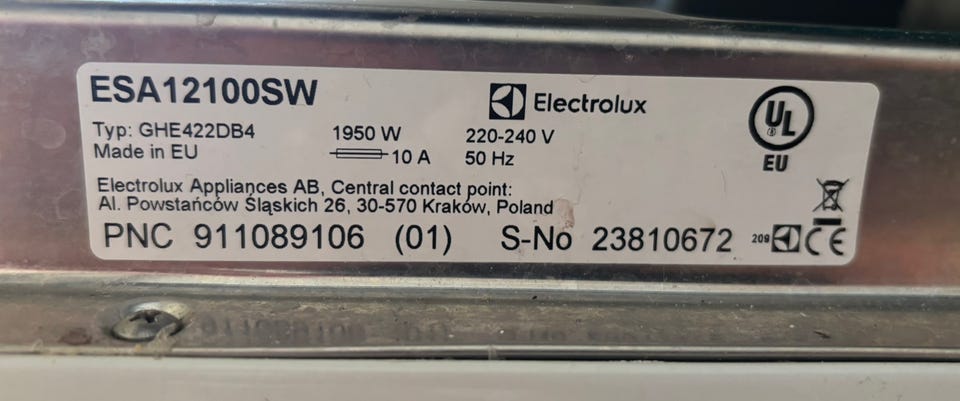 ESA12100SW
Electrolux
UL
EU
Typ: GHE422DB4 1950 W 220-240 V
Made in EU 10 A 50 Hz
Electrolux Appliances AB, Central contact point:
Al. Powstańców Śląskich 26, 30-570 Kraków, Poland
PNC 911089106 (01) S-No 23810672 209 CE